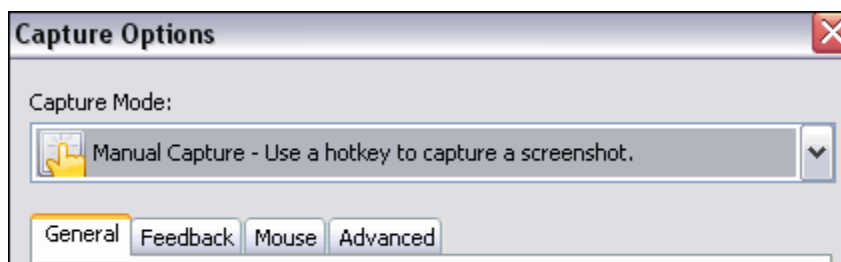 Capture Options
Capture Mode:
Manual Capture - Use a hotkey to capture a screenshot.
General Feedback Mouse Advanced